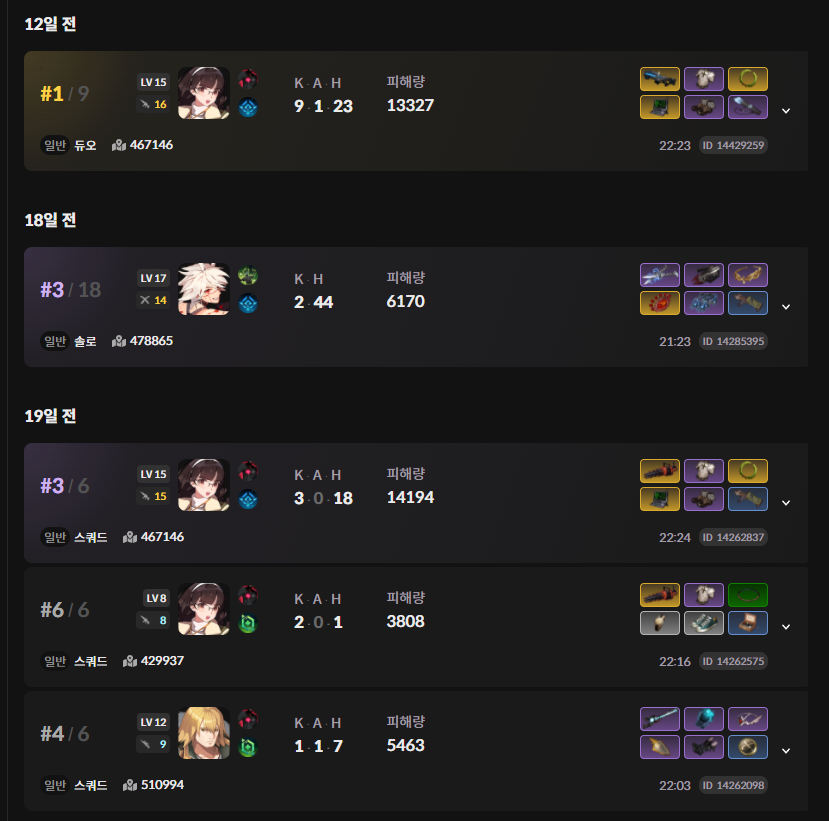 12일 전
#1 / 9
LV 15
16
K · A · H
9 · 1 · 23
피해량
13327
일반 듀오 467146
22:23 ID 14429259
18일 전
#3 / 18
LV 17
14
K · H
2 · 44
피해량
6170
일반 솔로 478865
21:23 ID 14285395
19일 전
#3 / 6
LV 15
15
K · A · H
3 · 0 · 18
피해량
14194
일반 스쿼드 467146
22:24 ID 14262837
#6 / 6
LV 8
8
K · A · H
2 · 0 · 1
피해량
3808
일반 스쿼드 429937
22:16 ID 14262575
#4 / 6
LV 12
9
K · A · H
1 · 1 · 7
피해량
5463
일반 스쿼드 510994
22:03 ID 14262098